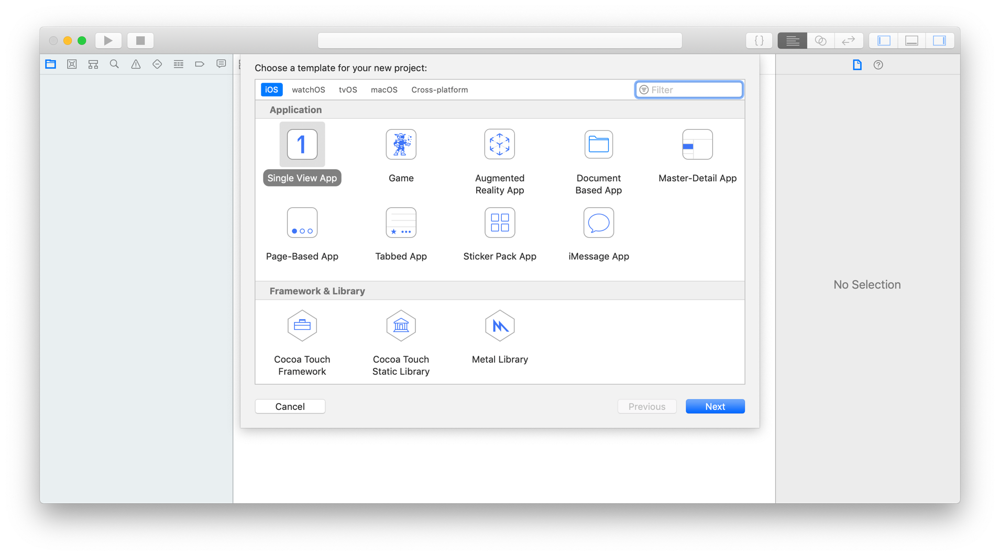 Choose a template for your new project:
iOS watchOS tvOS macOS Cross-platform Filter
Application
1
Single View App Game Augmented Reality App Document Based App Master-Detail App
Page-Based App Tabbed App Sticker Pack App iMessage App
Framework & Library
Cocoa Touch Framework Cocoa Touch Static Library Metal Library
No Selection
Cancel Previous Next